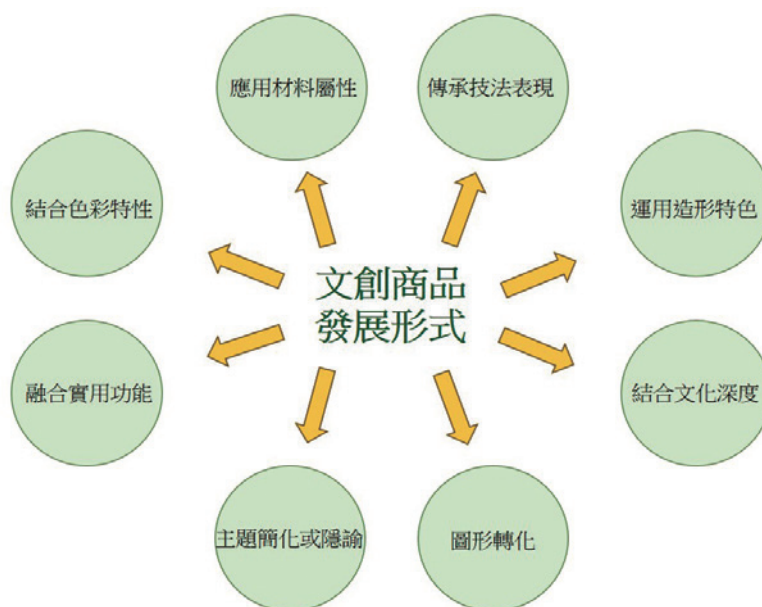 應用材料屬性
傳承技法表現
結合色彩特性
運用造形特色
文創商品
發展形式
融合實用功能
結合文化深度
主題簡化或隱諭
圖形轉化